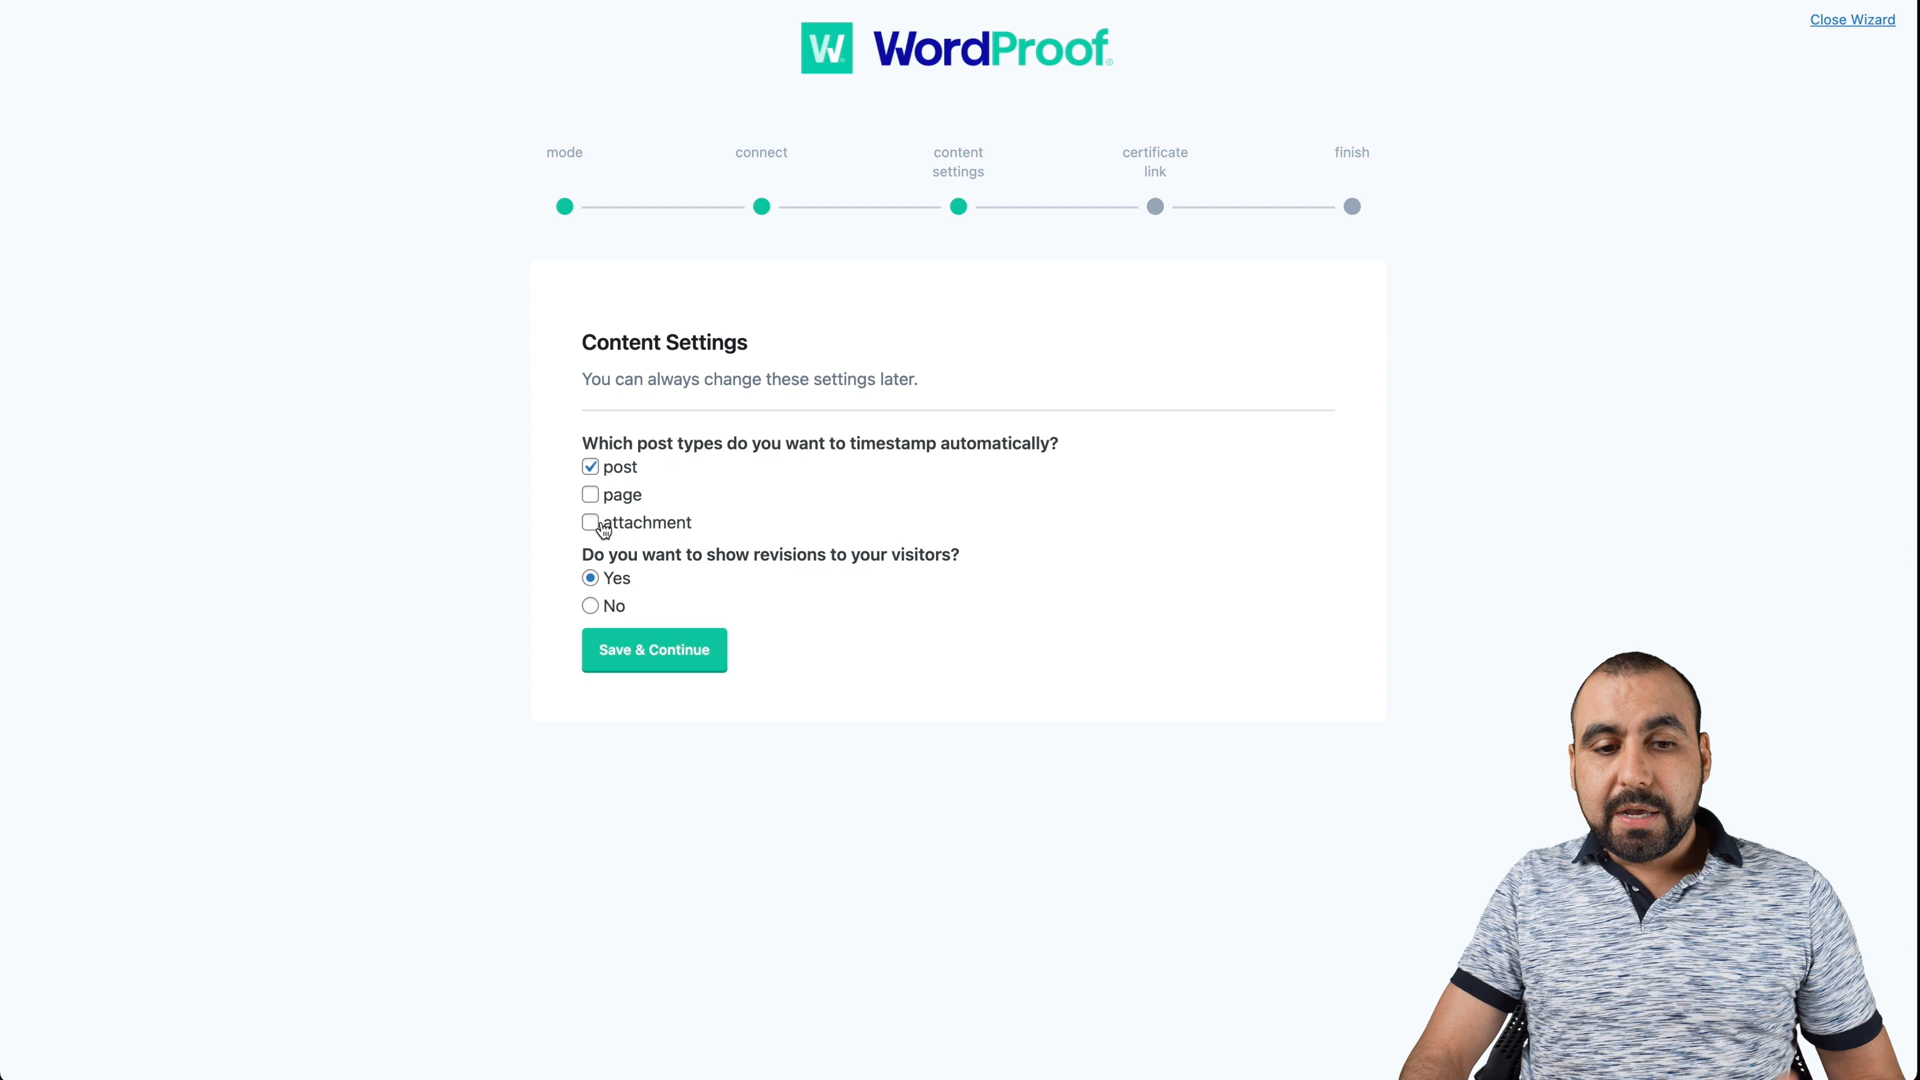 Close Wizard
W WordProof
mode
connect
content
settings
certificate
link
finish
Content Settings
You can always change these settings later.
Which post types do you want to timestamp automatically?
post
page
attachment
Do you want to show revisions to your visitors?
Yes
No
Save & Continue